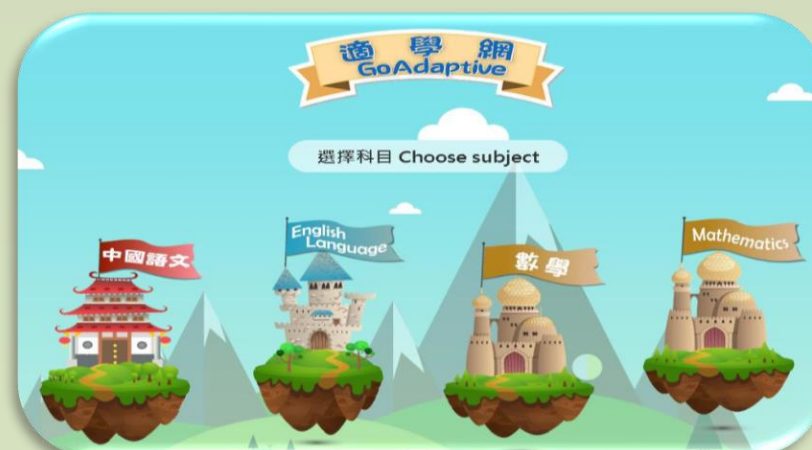 適學網
GoAdaptive
選擇科目 Choose subject
中國語文
English
Language
數學
Mathematics